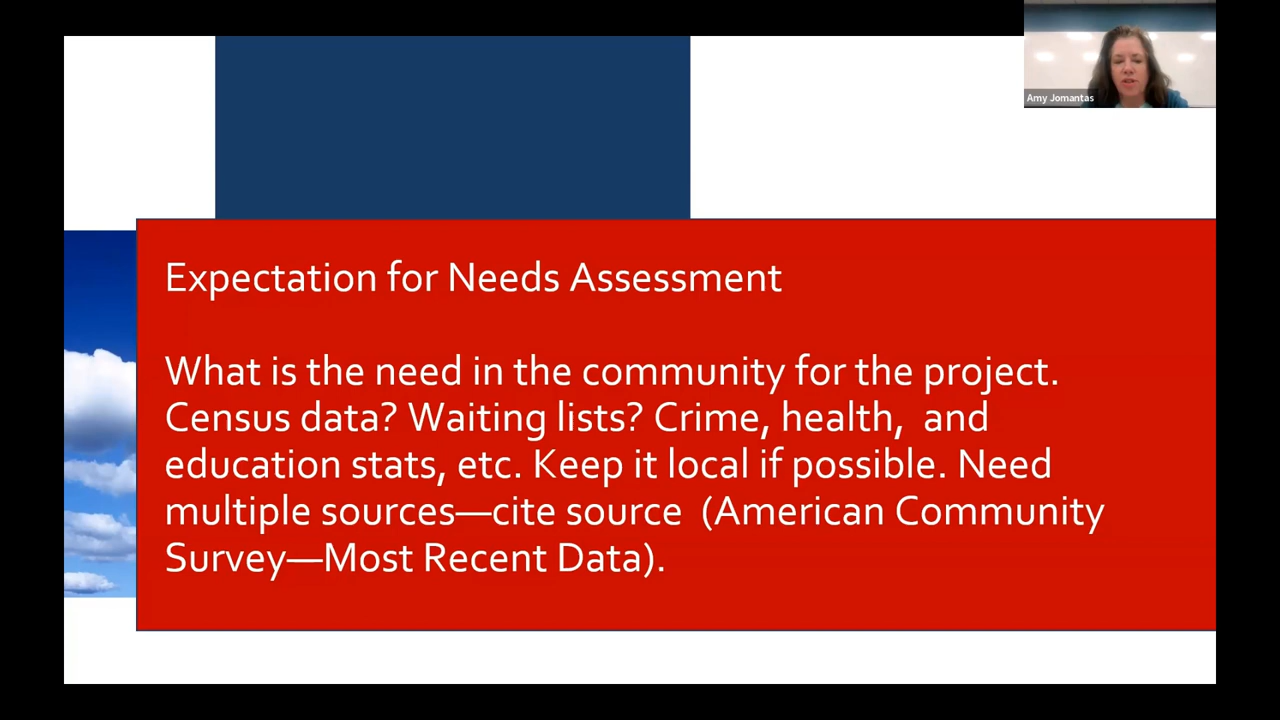 Amy Jomantas
Expectation for Needs Assessment
What is the need in the community for the project.
Census data? Waiting lists? Crime, health,  and
education stats, etc. Keep it local if possible. Need
multiple sources—cite source  (American Community
Survey—Most Recent Data).